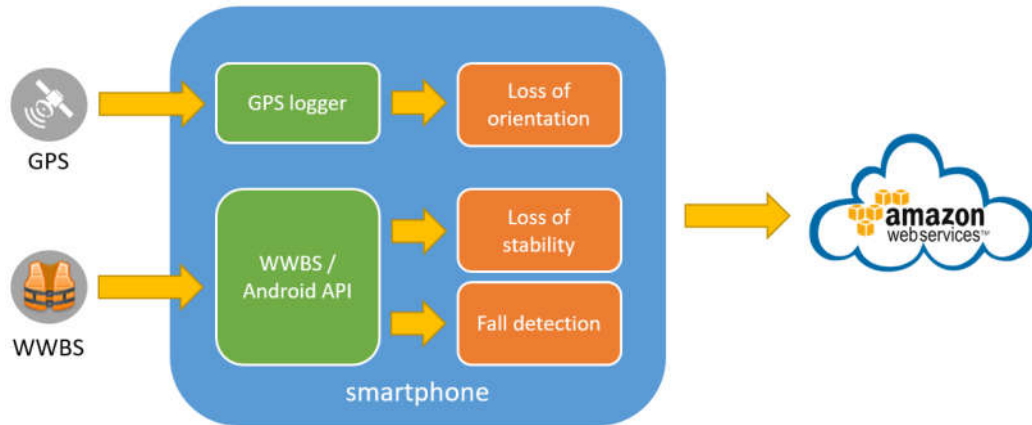 GPS
GPS logger
Loss of
orientation
WWBS
WWBS /
Android API
Loss of
stability
Fall detection
smartphone
amazon
webservices™